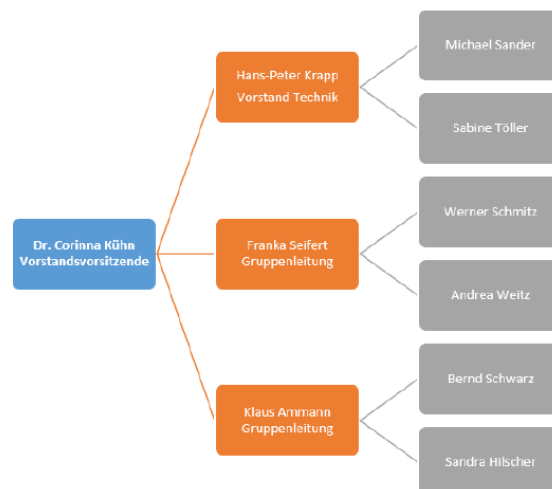 Michael Sander
Hans-Peter Krapp
Vorstand Technik
Sabine Töller
Werner Schmitz
Dr. Corinna Kühn
Vorstandsvorsitzende
Franka Seifert
Gruppenleitung
Andrea Weitz
Bernd Schwarz
Klaus Ammann
Gruppenleitung
Sandra Hilscher